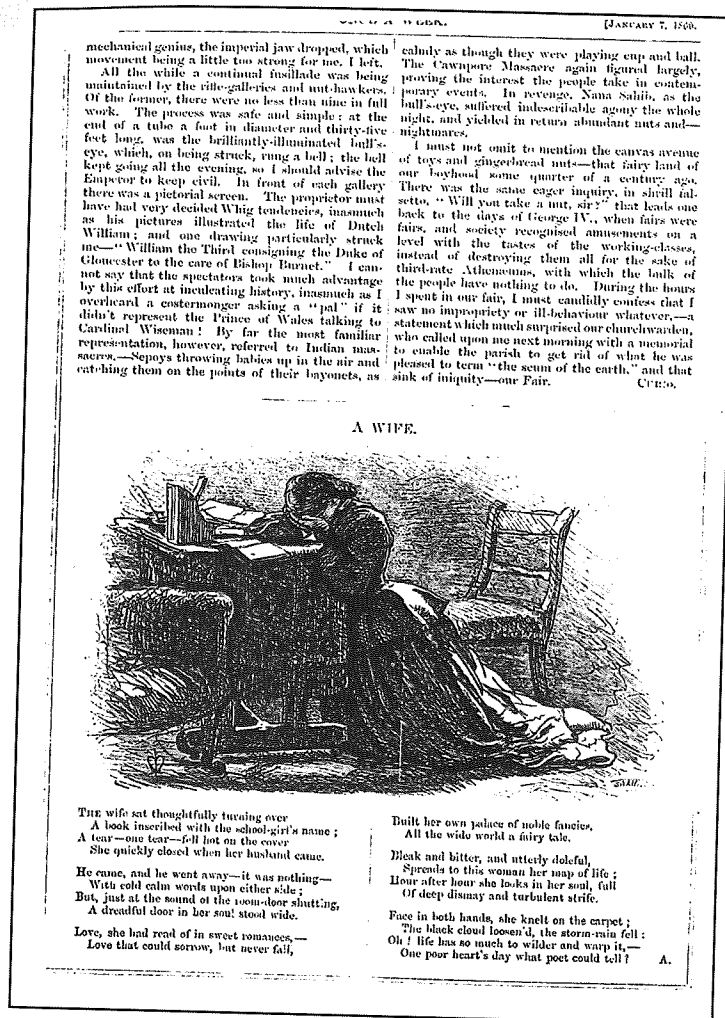 [JANUARY 7, 1860.
mechanical genius, the imperial jaw dropped, which
movement being a little too strong for me, I left.
All the while a continual fusillade was being
maintained by the rifle-galleries and nut-hawkers.
Of the former, there were no less than nine in full
work. The process was safe and simple: at the
end of a tube a foot in diameter and thirty-five
feet long, was the brilliantly-illuminated bull's-
eye, which, on being struck, rung a bell; the bell
kept going all the evening, so I should advise the
Emperor to keep civil. In front of each gallery
there was a pictorial screen. The proprietor must
have had very decided Whig tendencies, inasmuch
as his pictures illustrated the life of Dutch
William; and one drawing particularly struck
me—"William the Third consigning the Duke of
Gloucester to the care of Bishop Burnet." I can-
not say that the spectators took much advantage
by this effort at inculcating history, inasmuch as I
overheard a costermonger asking a "pal" if it
didn't represent the Prince of Wales talking to
Cardinal Wiseman! By far the most familiar
representation, however, referred to Indian mas-
sacres,—Sepoys throwing babies up in the air and
catching them on the points of their bayonets, as
calmly as though they were playing cup and ball.
The Cawnpore Massacre again figured largely,
proving the interest the people take in contem-
porary events. In revenge, Nana Sahib, as the
bull's-eye, suffered indescribable agony the whole
night, and yielded in return abundant nuts and—
nightmares.
I must not omit to mention the canvas avenue
of toys and gingerbread nuts—that fairy land of
our boyhood some quarter of a century ago.
There was the same eager inquiry, in shrill fal-
setto, "Will you take a nut, sir?" that leads one
back to the days of George IV., when fairs were
fairs, and society recognised amusements on a
level with the tastes of the working-classes,
instead of destroying them all for the sake of
third-rate Athenæums, with which the bulk of
the people have nothing to do. During the hours
I spent in our fair, I must candidly confess that I
saw no impropriety or ill-behaviour whatever,—a
statement which much surprised our churchwarden,
who called upon me next morning with a memorial
to enable the parish to get rid of what he was
pleased to term "the scum of the earth," and that
sink of iniquity—our Fair.
A WIFE.
THE wife sat thoughtfully turning over
A book inscribed with the school-girl's name;
A tear—one tear—fell hot on the cover
She quickly closed when her husband came.
He came, and he went away—it was nothing—
With cold calm words upon either side;
But, just at the sound of the room-door shutting,
A dreadful door in her soul stood wide.
Love, she had read of in sweet romances,—
Love that could sorrow, but never fail,
Built her own palace of noble fancies,
All the wide world a fairy tale.
Bleak and bitter, and utterly doleful,
Spreads to this woman her map of life;
Hour after hour she looks in her soul, full
Of deep dismay and turbulent strife.
Face in both hands, she knelt on the carpet;
The black cloud loosen'd, the storm-rain fell:
Oh! life has so much to wilder and warp it,—
One poor heart's day what poet could tell? A.